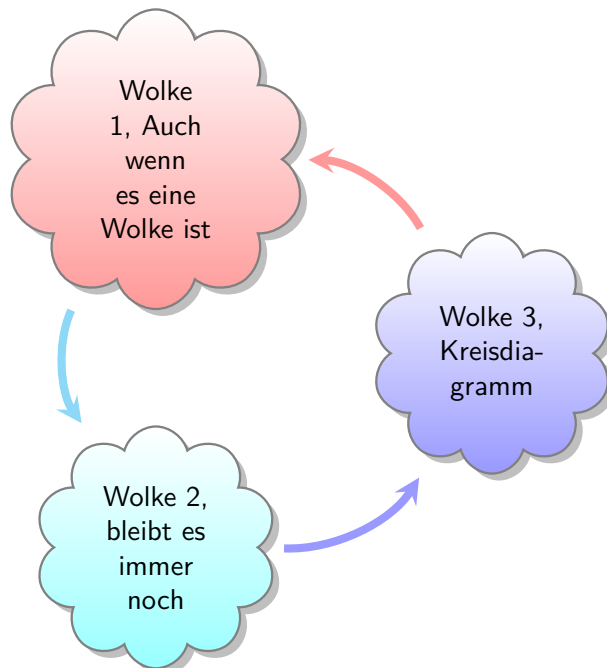 Wolke
1, Auch
wenn
es eine
Wolke ist
Wolke 3,
Kreisdia-
gramm
Wolke 2,
bleibt es
immer
noch